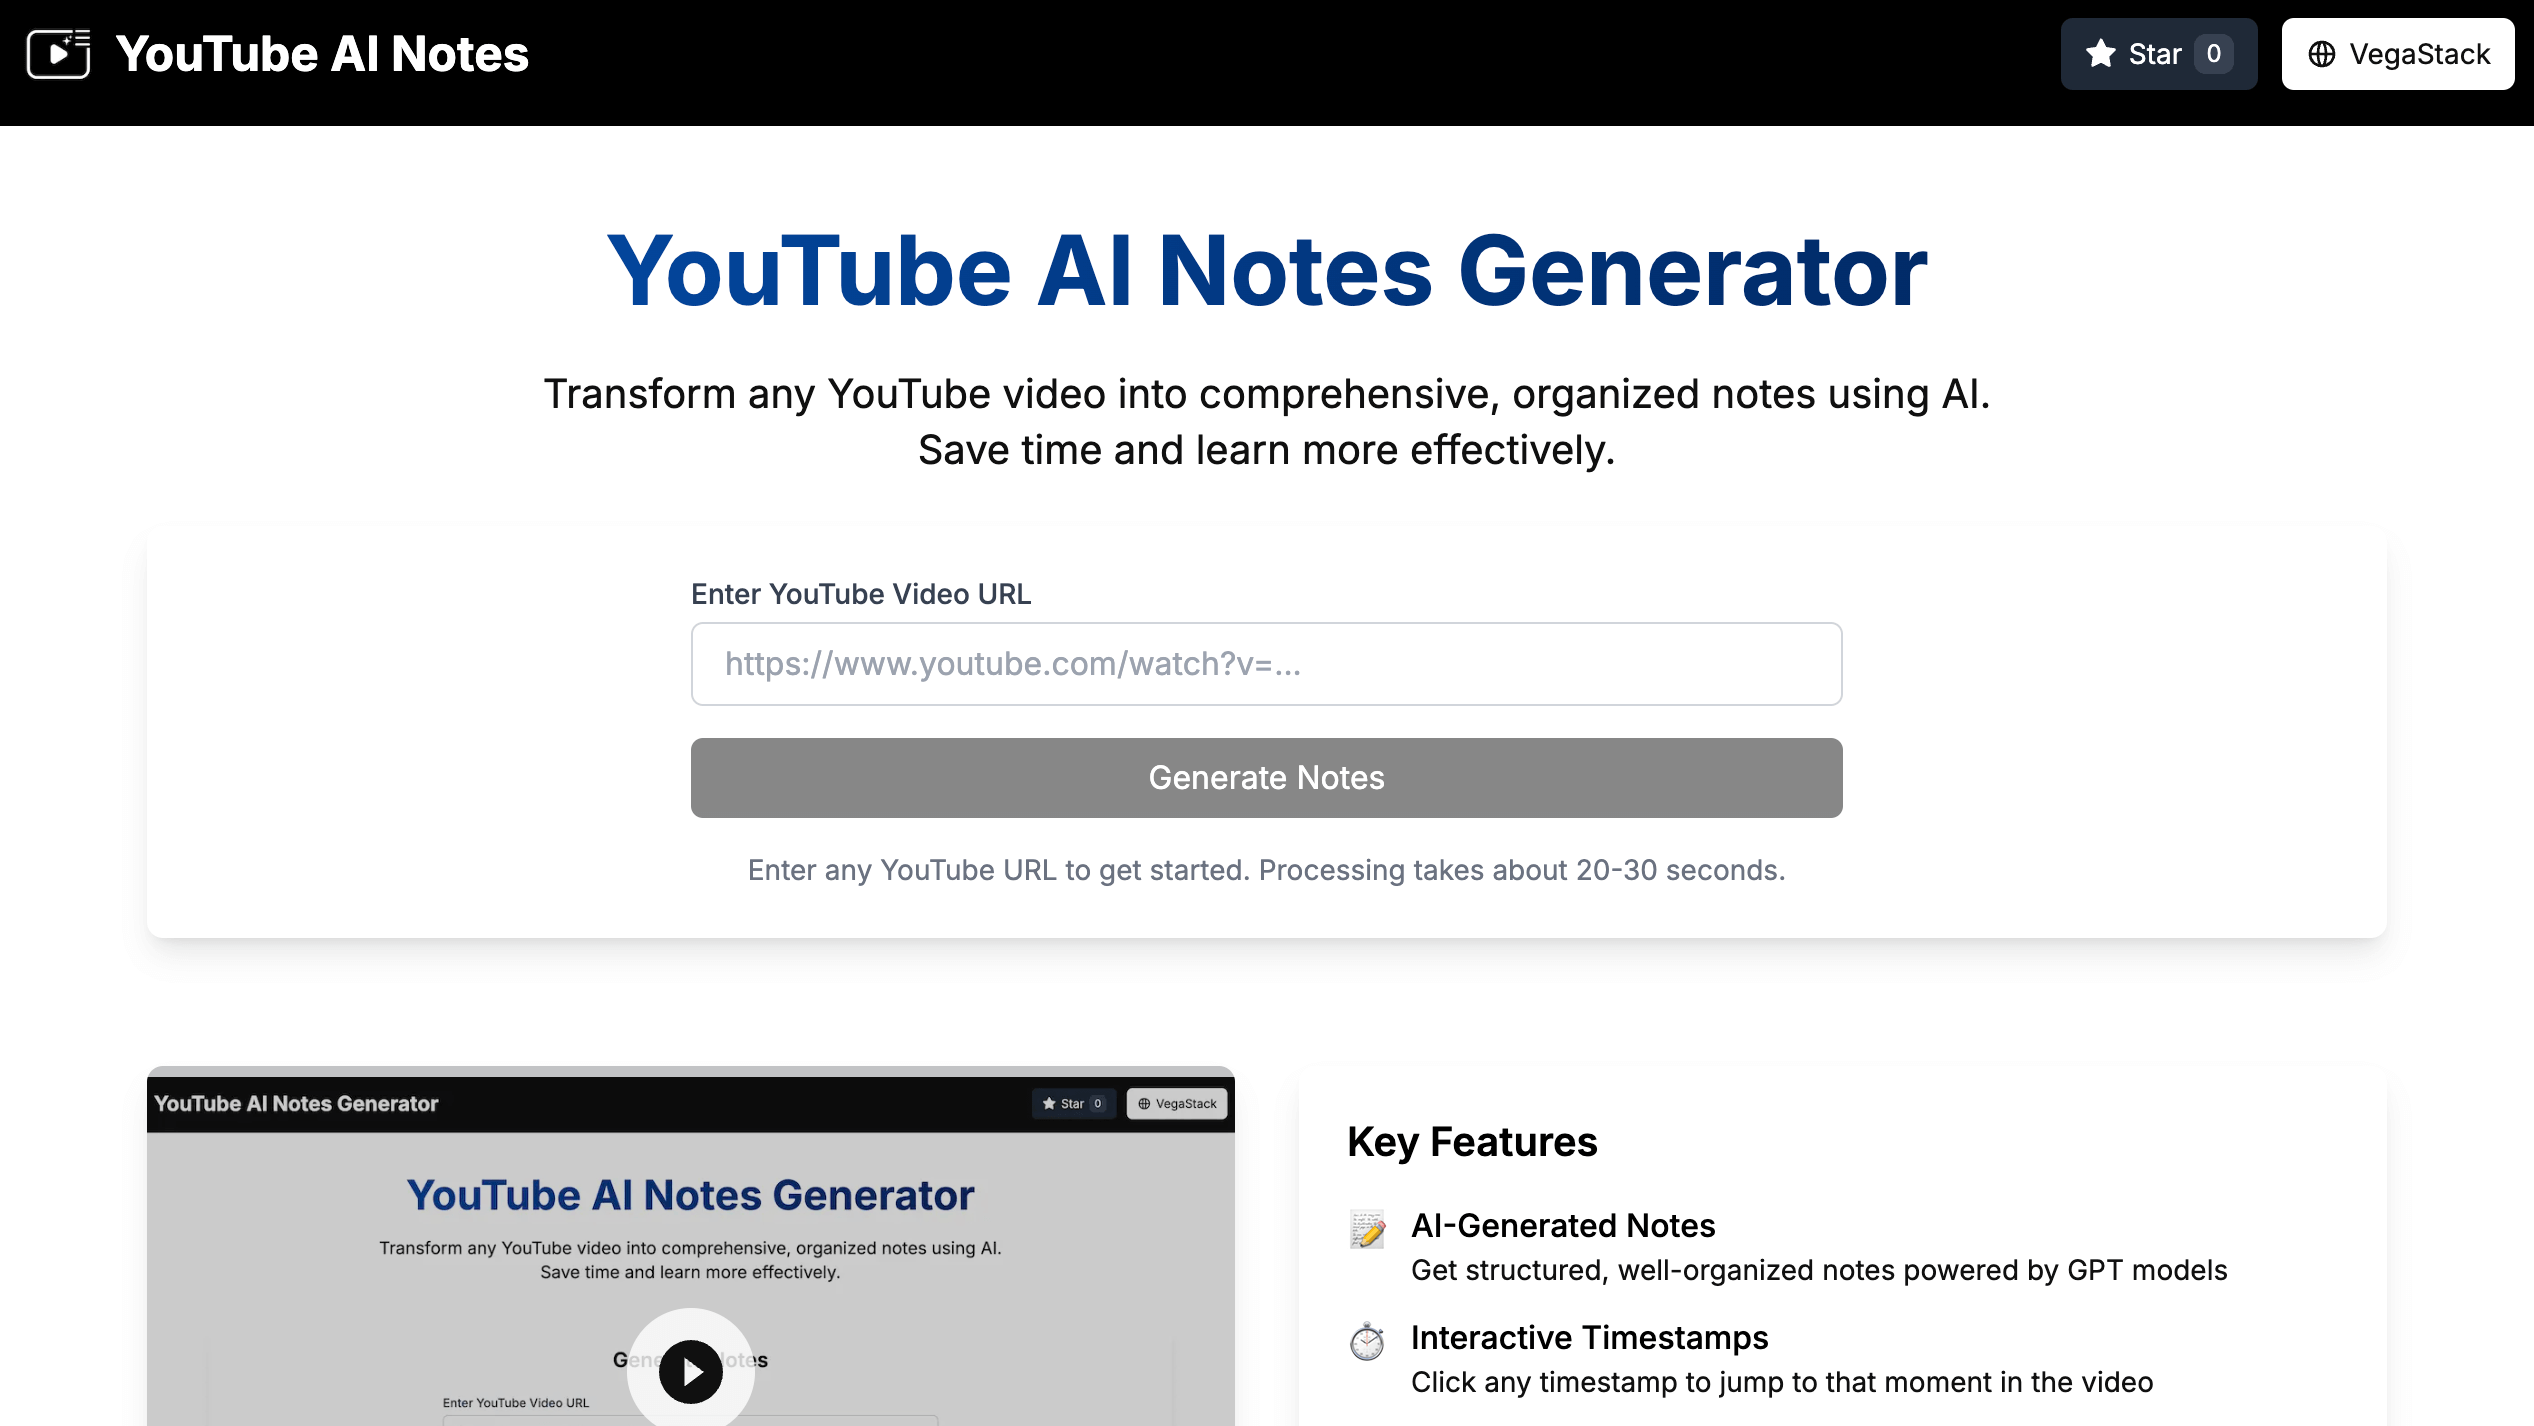 YouTube AI Notes
Star 0
VegaStack
YouTube AI Notes Generator
Transform any YouTube video into comprehensive, organized notes using AI.
Save time and learn more effectively.
Enter YouTube Video URL
https://www.youtube.com/watch?v=...
Generate Notes
Enter any YouTube URL to get started. Processing takes about 20-30 seconds.
YouTube AI Notes Generator
Star 0
VegaStack
YouTube AI Notes Generator
Transform any YouTube video into comprehensive, organized notes using AI.
Save time and learn more effectively.
Generate Notes
Enter YouTube Video URL
Key Features
AI-Generated Notes
Get structured, well-organized notes powered by GPT models
Interactive Timestamps
Click any timestamp to jump to that moment in the video